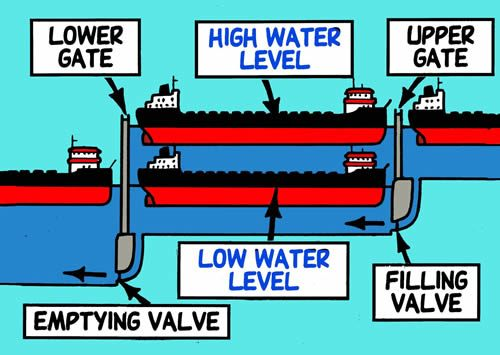 LOWER
GATE
HIGH WATER
LEVEL
UPPER
GATE
LOW WATER
LEVEL
FILLING
VALVE
EMPTYING VALVE